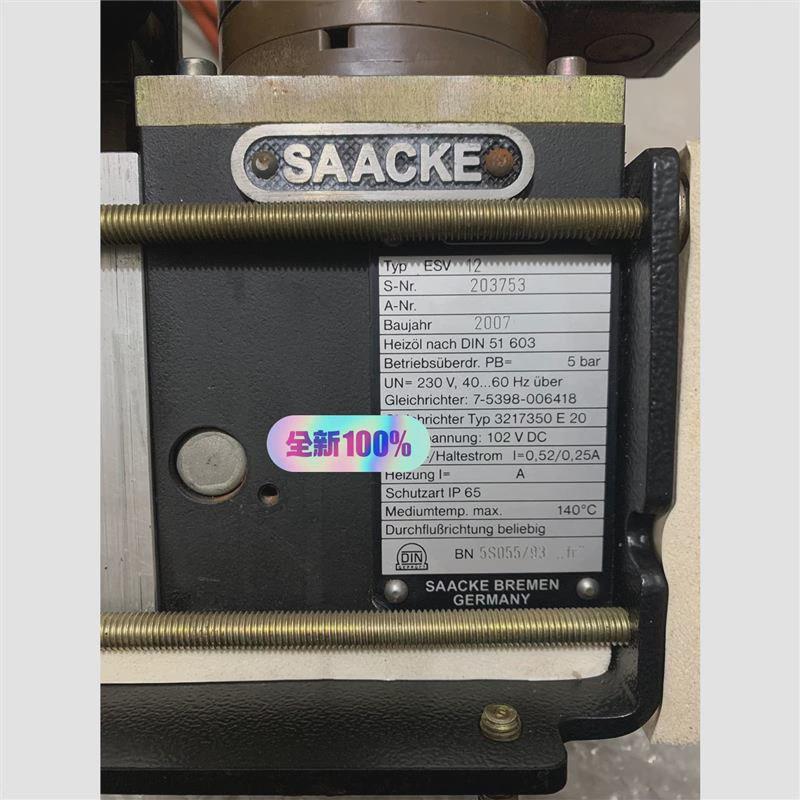 SAACKE
Typ ESV 12
S-Nr. 203753
A-Nr.
Baujahr 2007
Heizöl nach DIN 51 603
Betriebsüberdr. PB= 5 bar
UN= 230 V, 40...60 Hz über
Gleichrichter: 7-5398-006418
Typ 3217350 E 20
全新100%
102 V DC
/Haltestrom I=0,52/0,25A
Heizung I= A
Schutzart IP 65
Mediumtemp. max. 140°C
Durchflußrichtung beliebig
DIN BN 5S055/93
SAACKE BREMEN
GERMANY